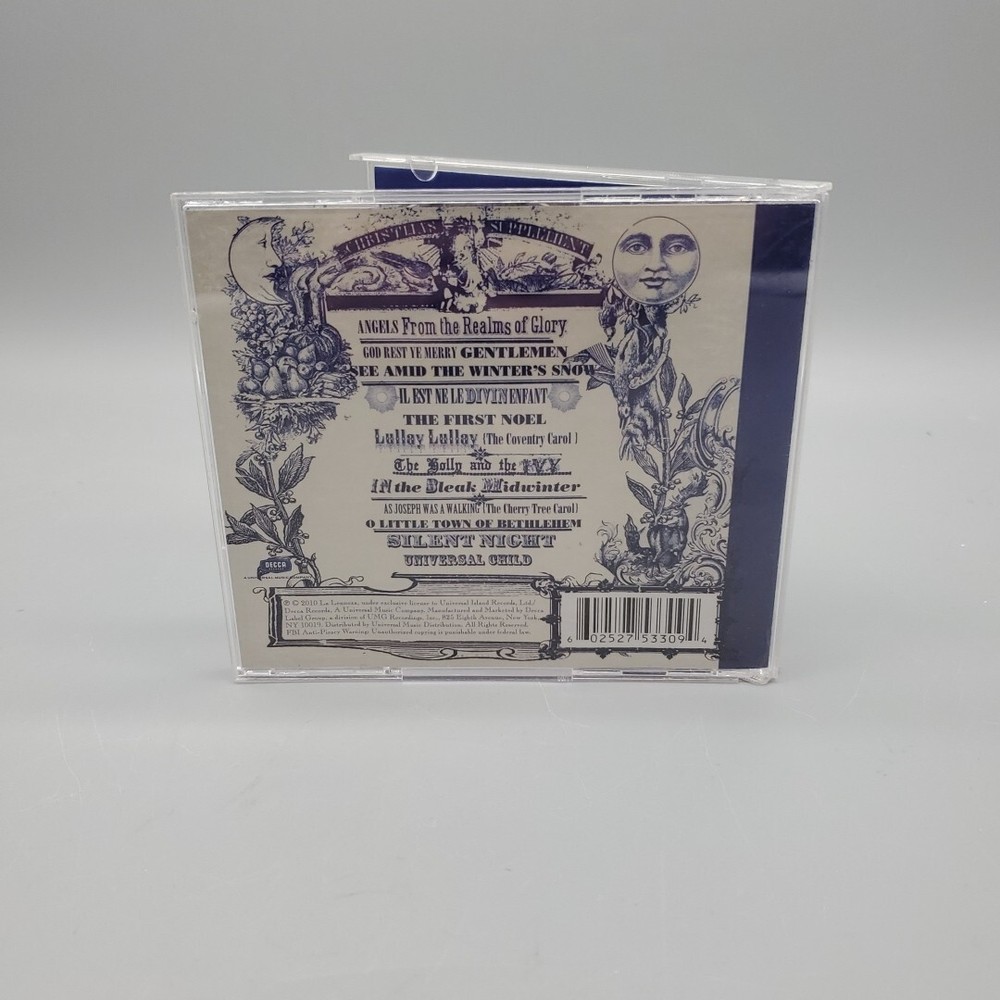 CHRISTMAS SUPPLEMENT
ANGELS From the Realms of Glory.
GOD REST YE MERRY GENTLEMEN
SEE AMID THE WINTER'S SNOW
IL EST NE LE DIVIN ENFANT
THE FIRST NOEL
Lullay Lullay (The Coventry Carol)
The Holly and the IVY
IN the Bleak Midwinter
AS JOSEPH WAS A WALKING (The Cherry Tree Carol)
O LITTLE TOWN OF BETHLEHEM
SILENT NIGHT
UNIVERSAL CHILD
DECCA
℗ © 2010 La Lennoxa, under exclusive licence to Universal Island Records, Ltd/
Decca Records, A Universal Music Company. Manufactured and Marketed by Decca
Label Group; a division of UMG Recordings, Inc., 825 Eighth Avenue, New York,
NY 10019. Distributed by Universal Music Distribution. All Rights Reserved.
FBI Anti-Piracy Warning: Unauthorized copying is punishable under federal law.
6 02527 53309 4